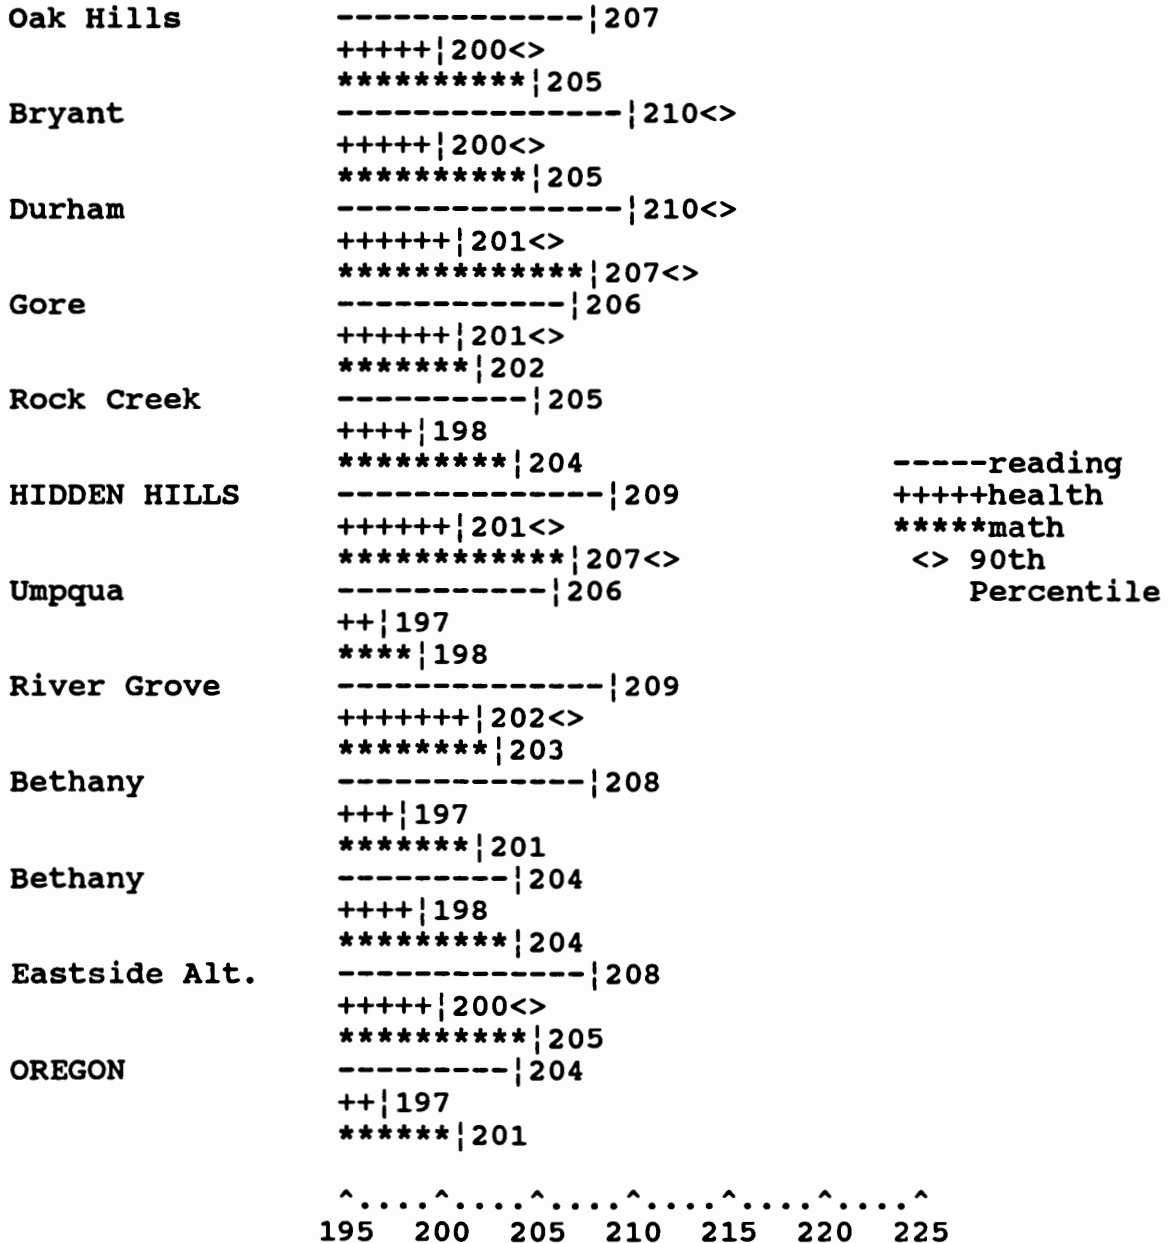 Oak Hills -------------¦207
+++++¦200<>
**********¦205
Bryant ---------------¦210<>
+++++¦200<>
**********¦205
Durham ---------------¦210<>
++++++¦201<>
*************¦207<>
Gore ------------¦206
++++++¦201<>
*******¦202
Rock Creek ----------¦205
++++¦198
*********¦204
-----reading
HIDDEN HILLS --------------¦209
+++++health
++++++¦201<>
*****math
************¦207<>
<> 90th
Umpqua -----------¦206
Percentile
++¦197
****¦198
River Grove --------------¦209
+++++++¦202<>
********¦203
Bethany -------------¦208
+++¦197
*******¦201
Bethany ---------¦204
++++¦198
*********¦204
Eastside Alt. -------------¦208
+++++¦200<>
**********¦205
OREGON ---------¦204
++¦197
******¦201
^....^....^....^....^....^....^
195 200 205 210 215 220 225